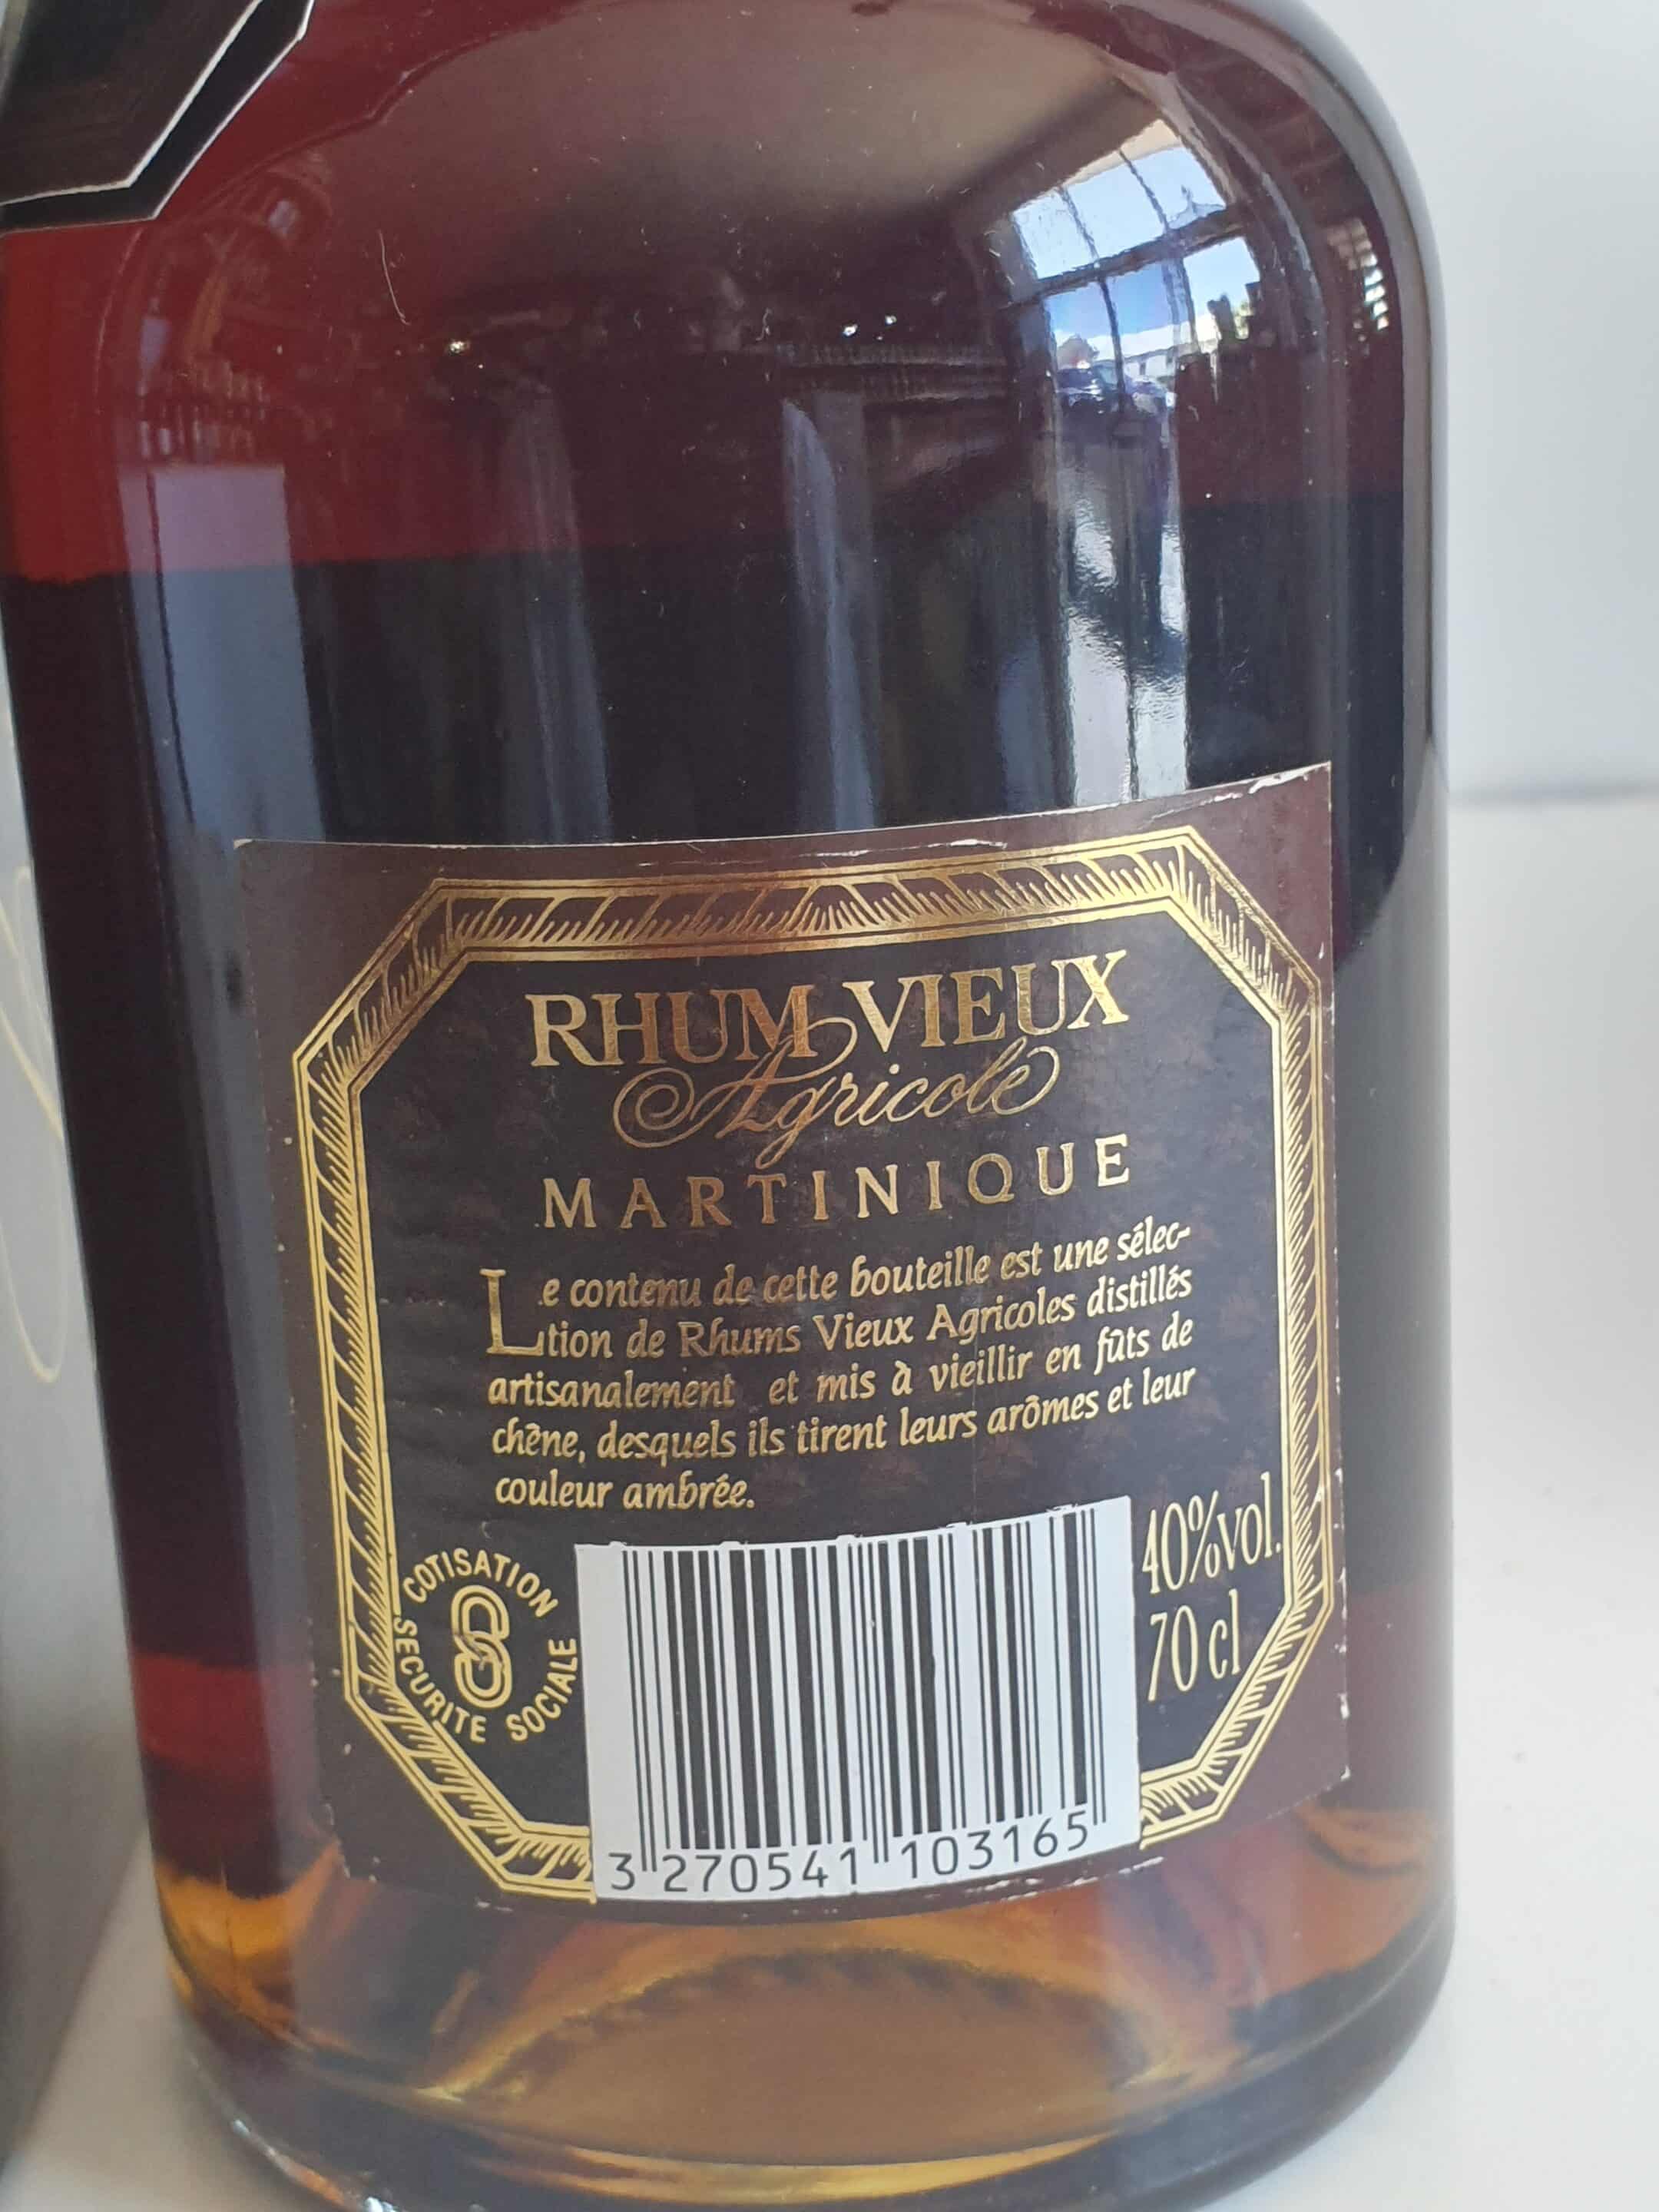 RHUM VIEUX
Agricole
MARTINIQUE
Le contenu de cette bouteille est une sélec-
tion de Rhums Vieux Agricoles distillés
artisanalement et mis à vieillir en fûts de
chêne, desquels ils tirent leurs arômes et leur
couleur ambrée.
COTISATION
SECURITE SOCIALE
40%vol.
70 cl
3 270541 103165